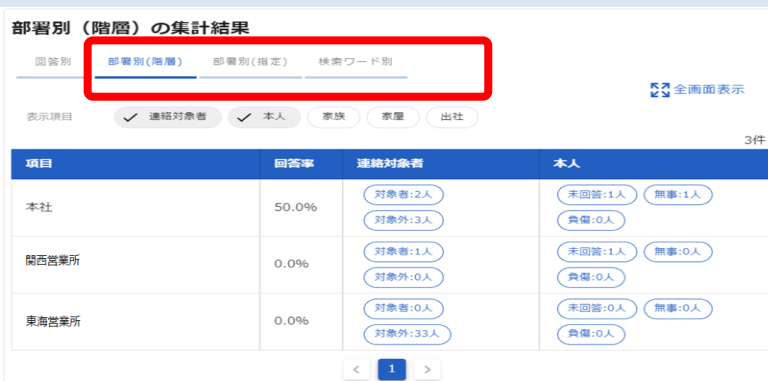 部署別（階層）の集計結果
回答別 部署別(階層) 部署別(指定) 検索ワード別
全画面表示
表示項目 連絡対象者 本人 家族 家屋 出社
3件
項目 回答率 連絡対象者 本人
本社 50.0% 対象者:2人 未回答:1人 無事:1人
対象外:3人 負傷:0人
関西営業所 0.0% 対象者:1人 未回答:1人 無事:0人
対象外:0人 負傷:0人
東海営業所 0.0% 対象者:0人 未回答:0人 無事:0人
対象外:33人 負傷:0人
< 1 >